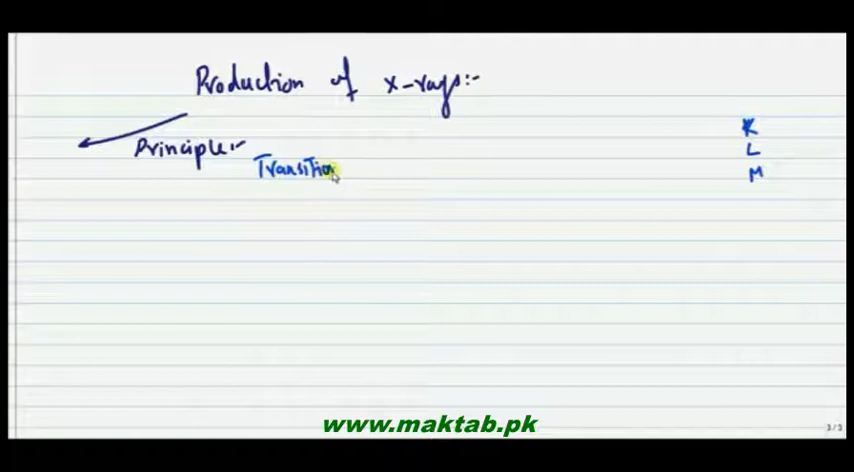 Production of x-rays:-
Principle:-
Transition
K
L
M
www.maktab.pk
3/3